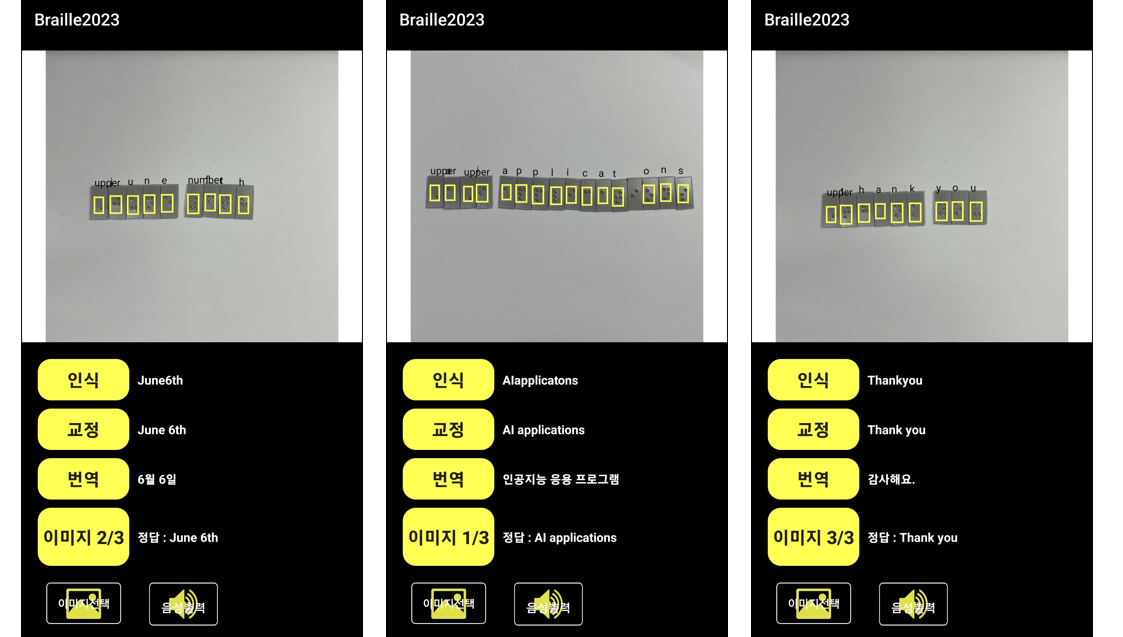 Braille2023
upper j u n e number f t h
인식 June6th
교정 June 6th
번역 6월 6일
이미지 2/3 정답 : June 6th
이미지선택 음성출력
Braille2023
upper a upper i a p p l i c a t o n s
인식 AIapplicatons
교정 AI applications
번역 인공지능 응용 프로그램
이미지 1/3 정답 : AI applications
이미지선택 음성출력
Braille2023
upper t h a n k y o u
인식 Thankyou
교정 Thank you
번역 감사해요.
이미지 3/3 정답 : Thank you
이미지선택 음성출력